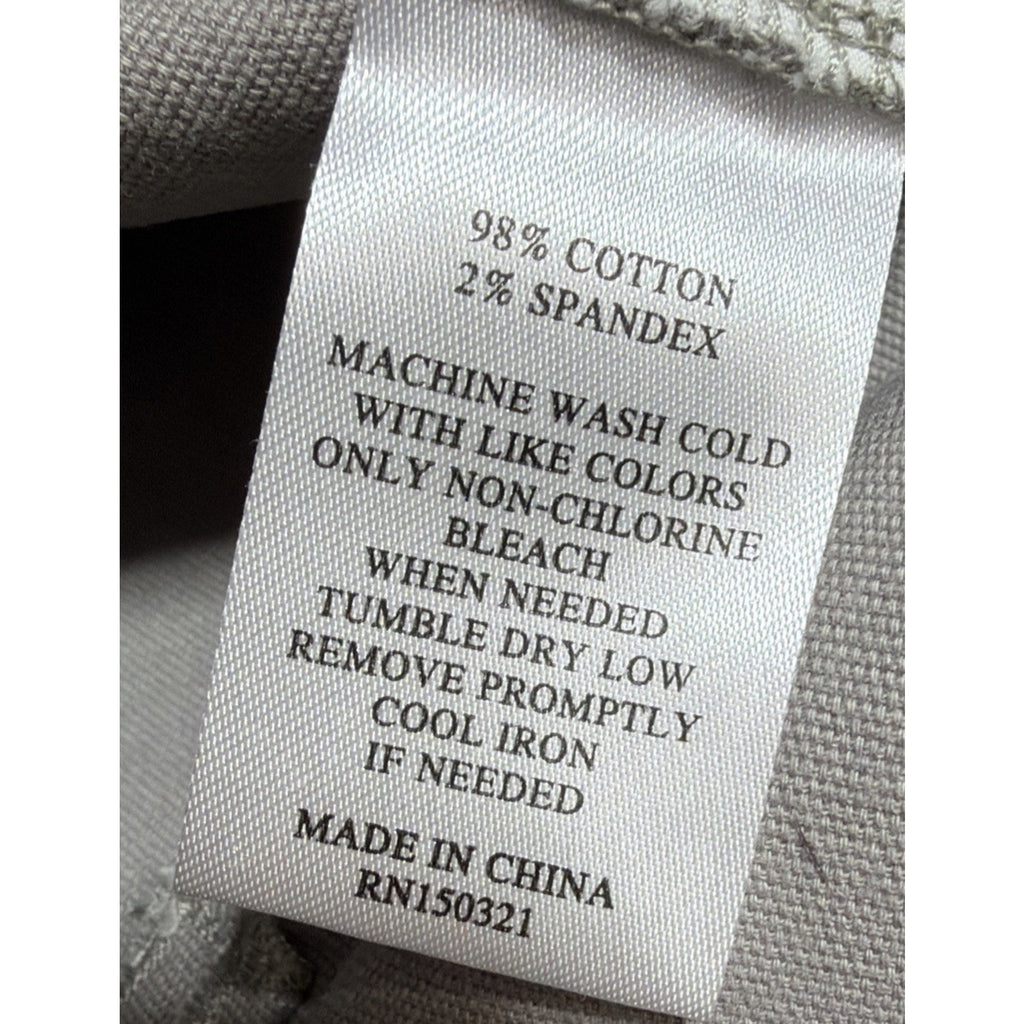 98% COTTON
2% SPANDEX
MACHINE WASH COLD
WITH LIKE COLORS
ONLY NON-CHLORINE
BLEACH
WHEN NEEDED
TUMBLE DRY LOW
REMOVE PROMPTLY
COOL IRON
IF NEEDED
MADE IN CHINA
RN150321